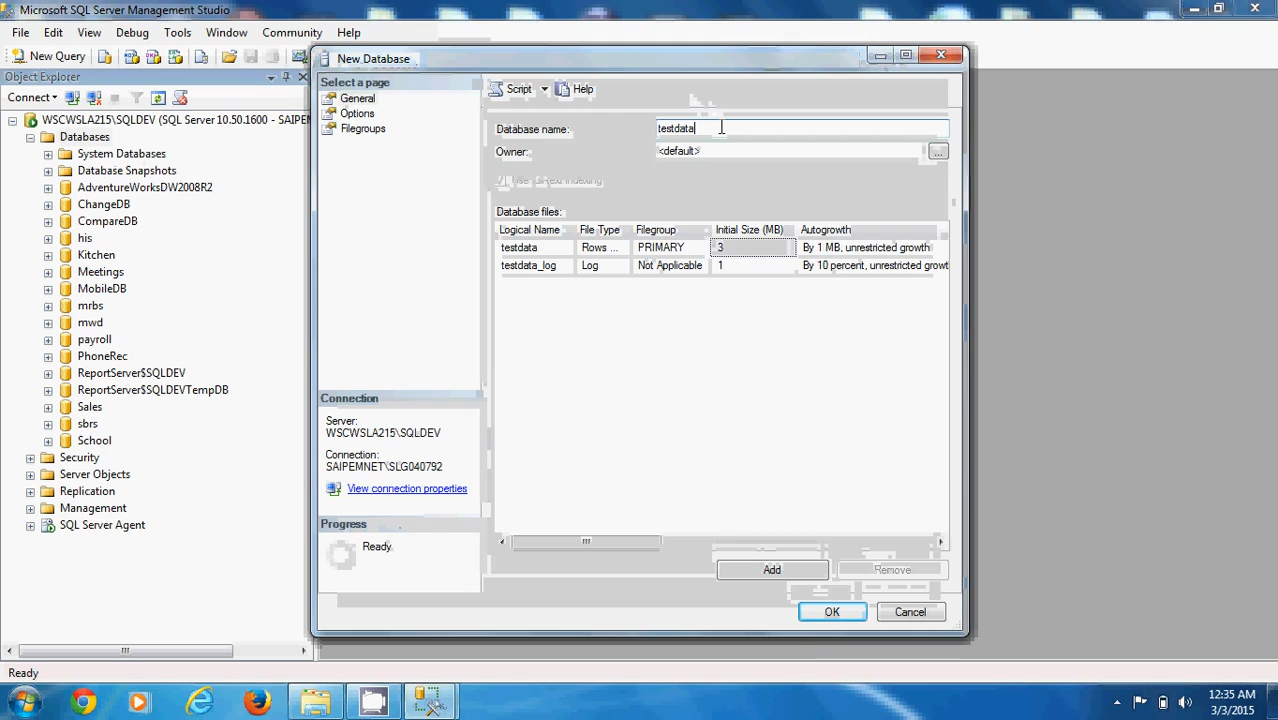 Microsoft SQL Server Management Studio
File Edit View Debug Tools Window Community Help
New Query
Object Explorer
Connect
WSCWSLA215\SQLDEV (SQL Server 10.50.1600 - SAIPEM
Databases
System Databases
Database Snapshots
AdventureWorksDW2008R2
ChangeDB
CompareDB
his
Kitchen
Meetings
MobileDB
mrbs
mwd
payroll
PhoneRec
ReportServer$SQLDEV
ReportServer$SQLDEVTempDB
Sales
sbrs
School
Security
Server Objects
Replication
Management
SQL Server Agent
New Database
Select a page
General
Options
Filegroups
Script Help
Database name: testdata
Owner: <default> ...
Database files:
Logical Name File Type Filegroup Initial Size (MB) Autogrowth
testdata Rows ... PRIMARY 3 By 1 MB, unrestricted growth
testdata_log Log Not Applicable 1 By 10 percent, unrestricted growt
Connection
Server:
WSCWSLA215\SQLDEV
Connection:
SAIPEMNET\SLG040792
View connection properties
Progress
Ready
Add Remove
OK Cancel
Ready
12:35 AM
3/3/2015